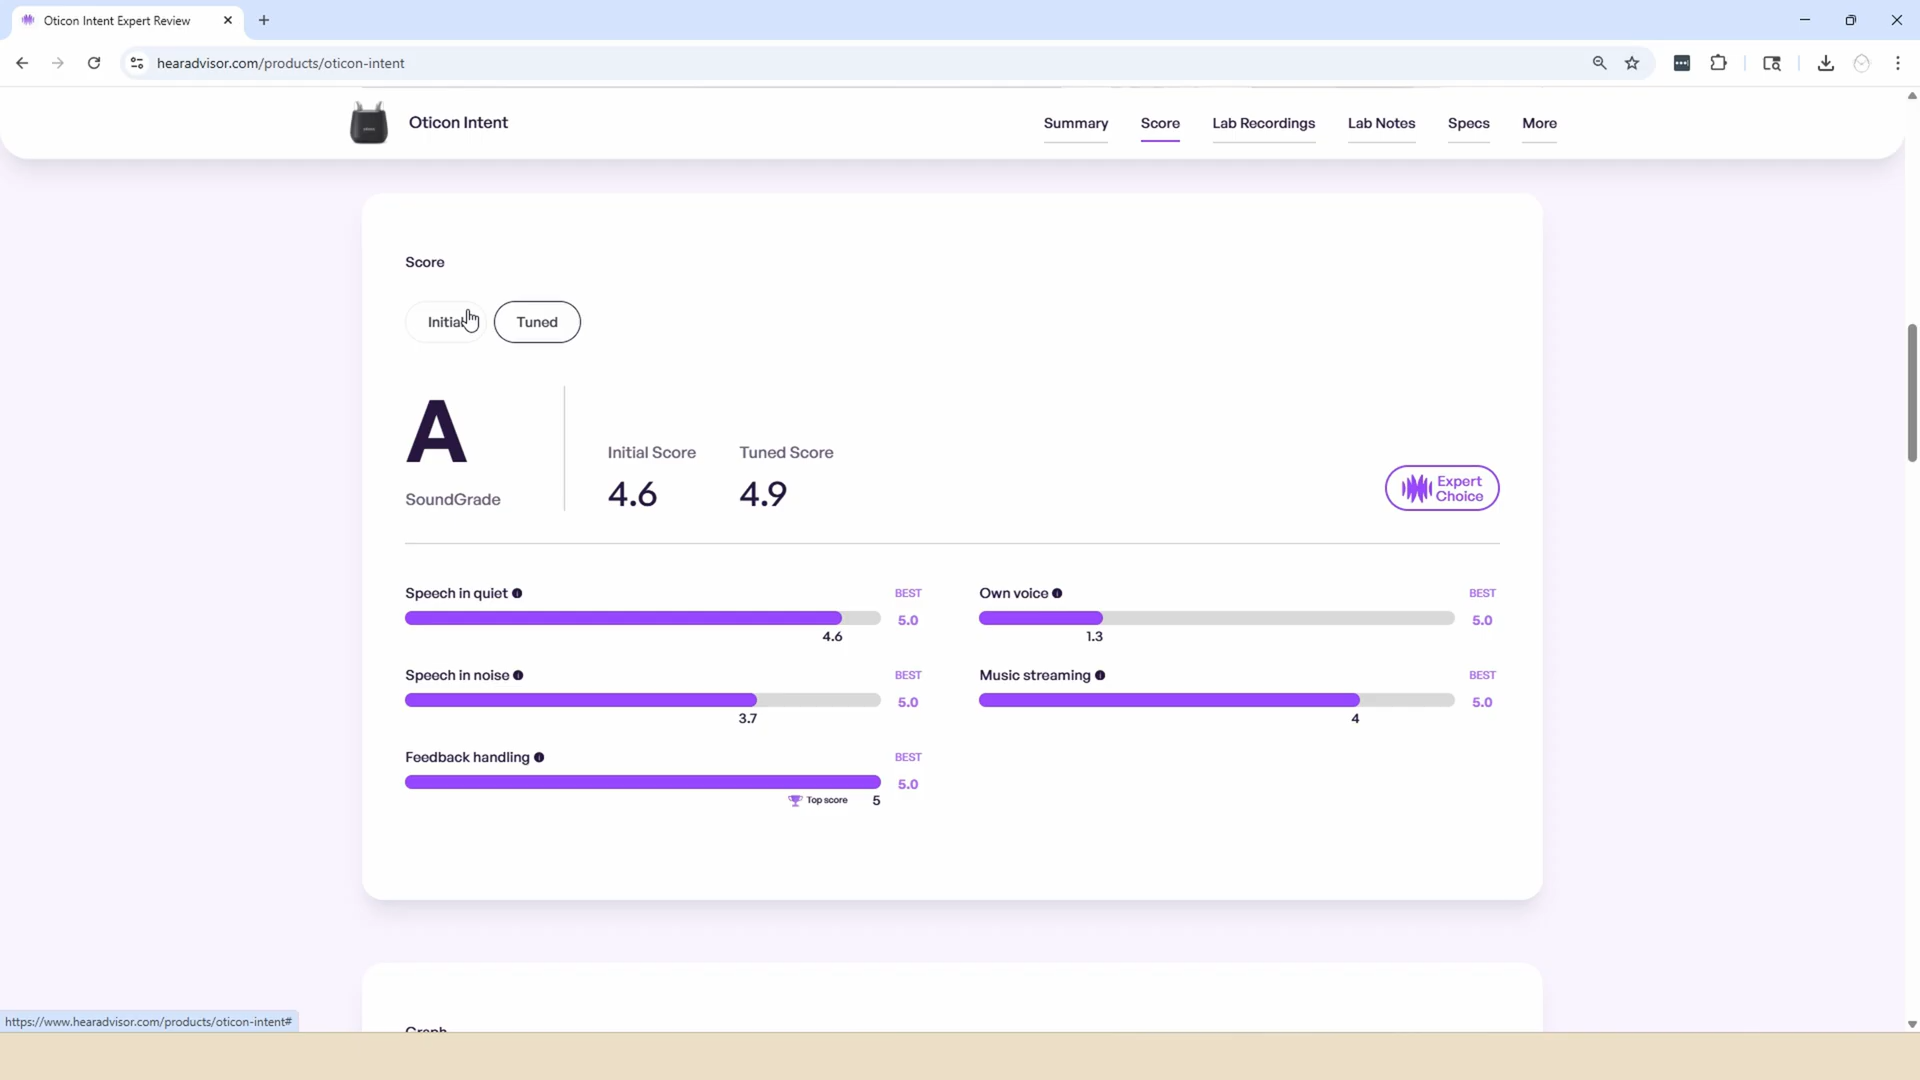 Oticon Intent Expert Review
hearadvisor.com/products/oticon-intent
Oticon Intent
Summary
Score
Lab Recordings
Lab Notes
Specs
More
Score
Initial
Tuned
A
SoundGrade
Initial Score
4.6
Tuned Score
4.9
Expert
Choice
Speech in quiet
BEST
5.0
4.6
Own voice
BEST
5.0
1.3
Speech in noise
BEST
5.0
3.7
Music streaming
BEST
5.0
4
Feedback handling
BEST
5.0
Top score 5
Graph
https://www.hearadvisor.com/products/oticon-intent#